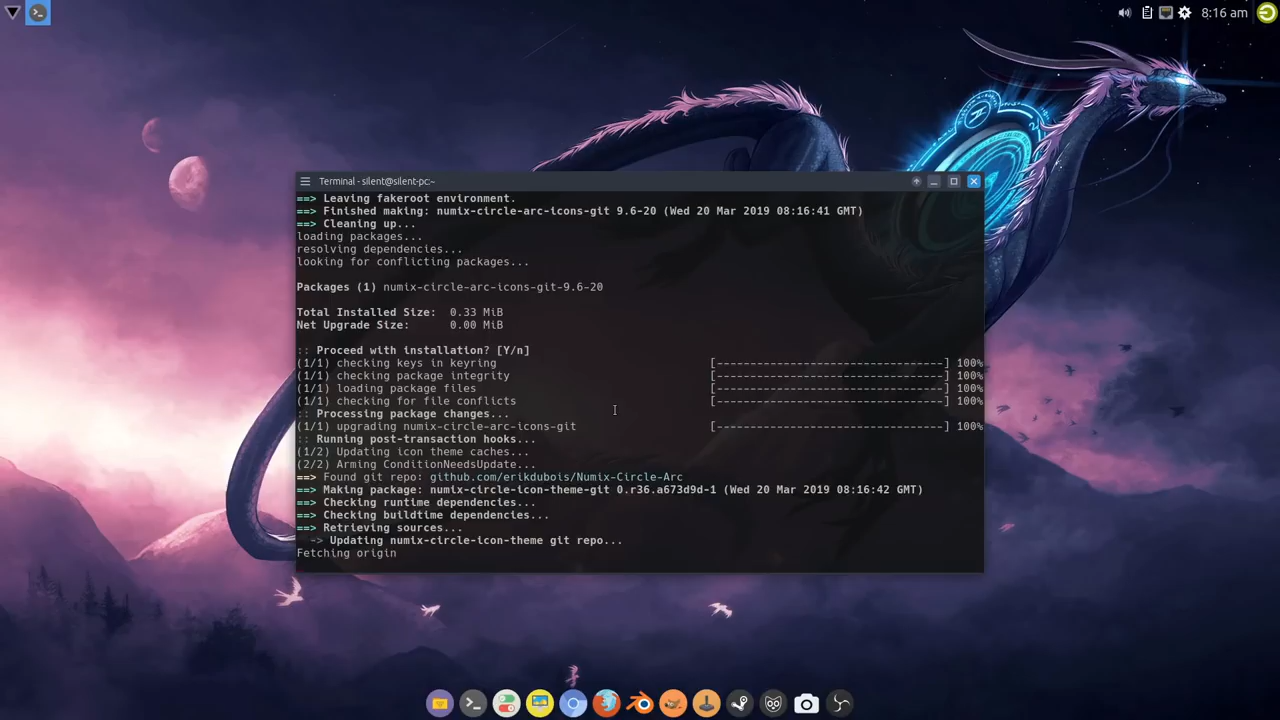 8:16 am
Terminal - silent@silent-pc:~
==> Leaving fakeroot environment.
==> Finished making: numix-circle-arc-icons-git 9.6-20 (Wed 20 Mar 2019 08:16:41 GMT)
==> Cleaning up...
loading packages...
resolving dependencies...
looking for conflicting packages...
Packages (1) numix-circle-arc-icons-git-9.6-20
Total Installed Size:  0.33 MiB
Net Upgrade Size:      0.00 MiB
:: Proceed with installation? [Y/n]
(1/1) checking keys in keyring [----------------------------------] 100%
(1/1) checking package integrity [----------------------------------] 100%
(1/1) loading package files [----------------------------------] 100%
(1/1) checking for file conflicts [----------------------------------] 100%
:: Processing package changes...
(1/1) upgrading numix-circle-arc-icons-git [----------------------------------] 100%
:: Running post-transaction hooks...
(1/2) Updating icon theme caches...
(2/2) Arming ConditionNeedsUpdate...
==> Found git repo: github.com/erikdubois/Numix-Circle-Arc
==> Making package: numix-circle-icon-theme-git 0.r36.a673d9d-1 (Wed 20 Mar 2019 08:16:42 GMT)
==> Checking runtime dependencies...
==> Checking buildtime dependencies...
==> Retrieving sources...
-> Updating numix-circle-icon-theme git repo...
Fetching origin